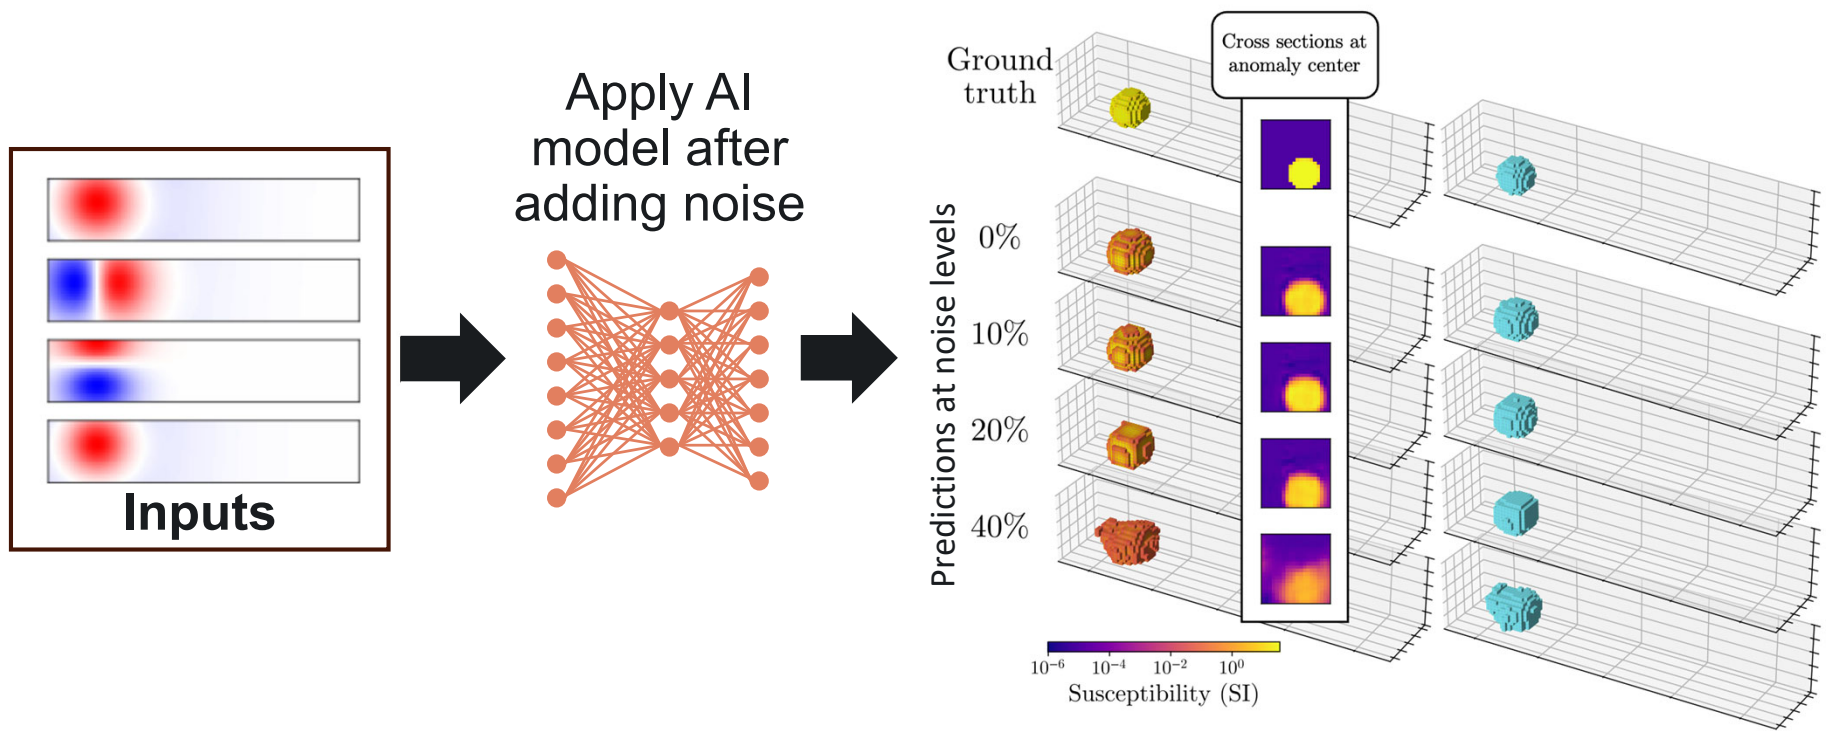 Inputs
Apply AI
model after
adding noise
Predictions at noise levels
Ground
truth
0%
10%
20%
40%
Cross sections at
anomaly center
10⁻⁶ 10⁻⁴ 10⁻² 10⁰
Susceptibility (SI)